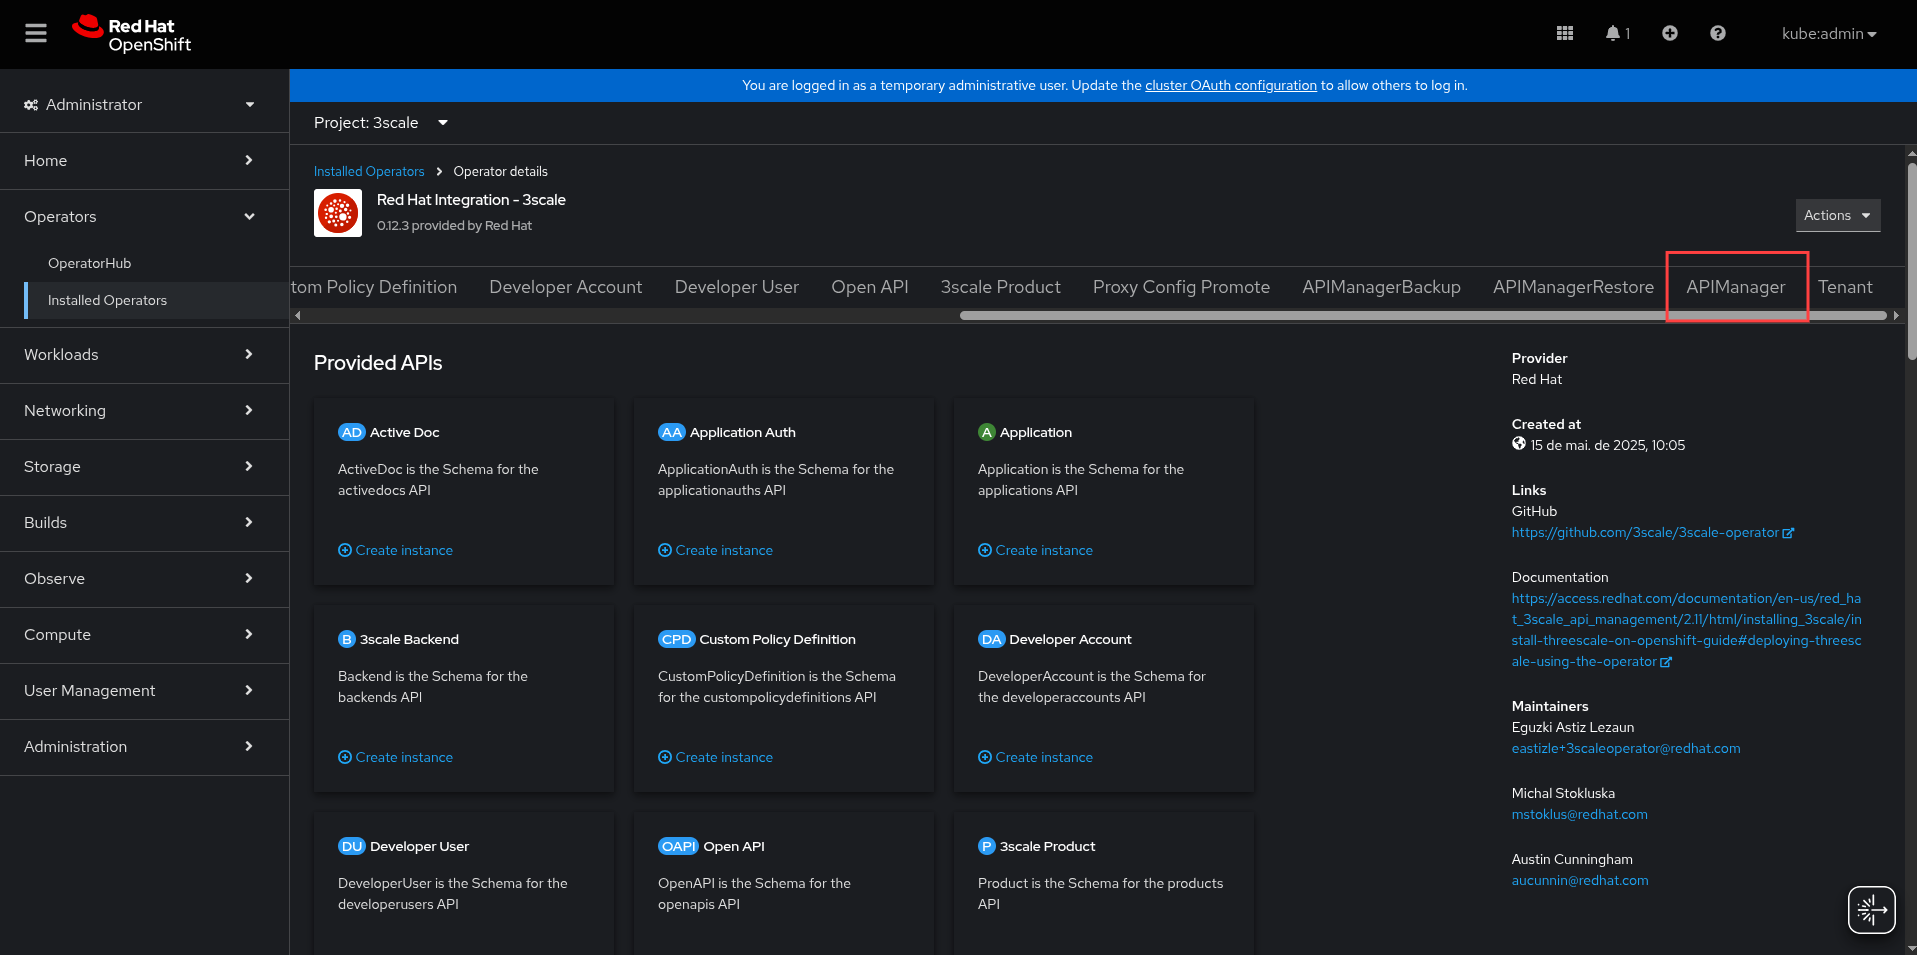 Red Hat
OpenShift
1
kube:admin
You are logged in as a temporary administrative user. Update the cluster OAuth configuration to allow others to log in.
Administrator
Home
Operators
OperatorHub
Installed Operators
Workloads
Networking
Storage
Builds
Observe
Compute
User Management
Administration
Project: 3scale
Installed Operators > Operator details
Red Hat Integration - 3scale
0.12.3 provided by Red Hat
Actions
tom Policy Definition Developer Account Developer User Open API 3scale Product Proxy Config Promote APIManagerBackup APIManagerRestore APIManager Tenant
Provided APIs
AD Active Doc
ActiveDoc is the Schema for the
activedocs API
Create instance
AA Application Auth
ApplicationAuth is the Schema for the
applicationauths API
Create instance
A Application
Application is the Schema for the
applications API
Create instance
B 3scale Backend
Backend is the Schema for the
backends API
Create instance
CPD Custom Policy Definition
CustomPolicyDefinition is the Schema
for the custompolicydefinitions API
Create instance
DA Developer Account
DeveloperAccount is the Schema for
the developeraccounts API
Create instance
DU Developer User
DeveloperUser is the Schema for the
developerusers API
OAPI Open API
OpenAPI is the Schema for the
openapis API
P 3scale Product
Product is the Schema for the products
API
Provider
Red Hat
Created at
15 de mai. de 2025, 10:05
Links
GitHub
https://github.com/3scale/3scale-operator
Documentation
https://access.redhat.com/documentation/en-us/red_ha
t_3scale_api_management/2.11/html/installing_3scale/in
stall-threescale-on-openshift-guide#deploying-threesc
ale-using-the-operator
Maintainers
Eguzki Astiz Lezaun
eastizle+3scaleoperator@redhat.com
Michal Stokluska
mstoklus@redhat.com
Austin Cunningham
aucunnin@redhat.com